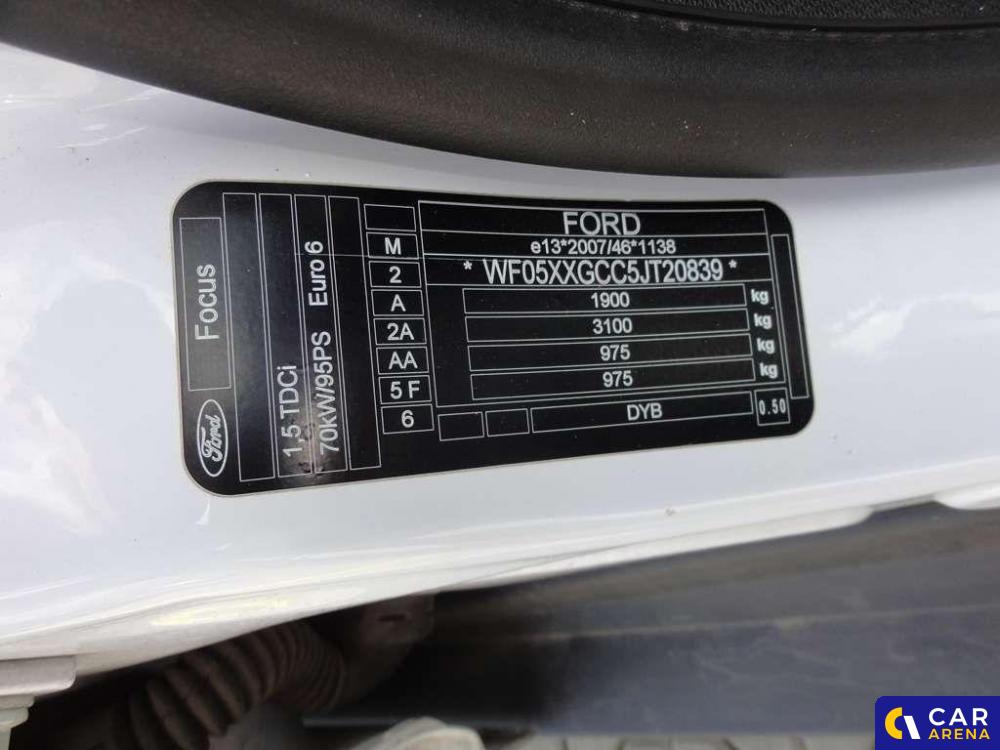 FORD
e13*2007/46*1138
* WF05XXGCC5JT20839 *
1900 kg
3100 kg
975 kg
975 kg
DYB 0.50
M
2
A
2A
AA
5 F
6
Focus
Ford
1,5 TDCi
70kW/95PS Euro 6
CAR
ARENA